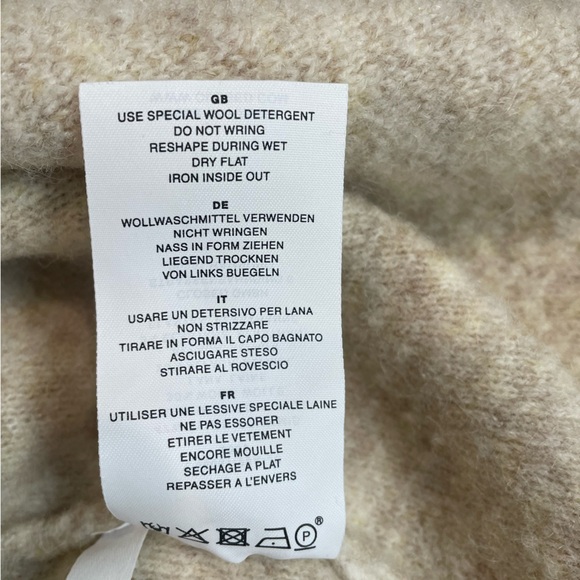 GB
USE SPECIAL WOOL DETERGENT
DO NOT WRING
RESHAPE DURING WET
DRY FLAT
IRON INSIDE OUT
DE
WOLLWASCHMITTEL VERWENDEN
NICHT WRINGEN
NASS IN FORM ZIEHEN
LIEGEND TROCKNEN
VON LINKS BUEGELN
IT
USARE UN DETERSIVO PER LANA
NON STRIZZARE
TIRARE IN FORMA IL CAPO BAGNATO
ASCIUGARE STESO
STIRARE AL ROVESCIO
FR
UTILISER UNE LESSIVE SPECIALE LAINE
NE PAS ESSORER
ETIRER LE VETEMENT
ENCORE MOUILLE
SECHAGE A PLAT
REPASSER A L'ENVERS
P®